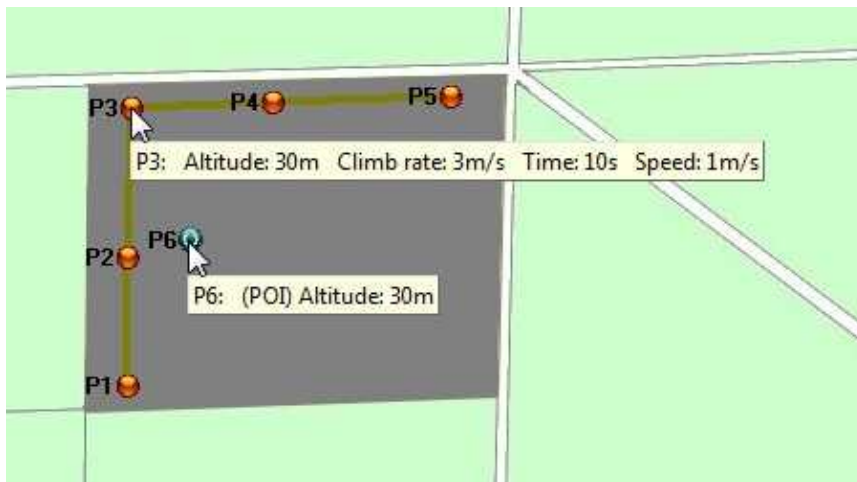 P3 P4 P5
P3: Altitude: 30m Climb rate: 3m/s Time: 10s Speed: 1m/s
P6
P2
P6: (POI) Altitude: 30m
P1